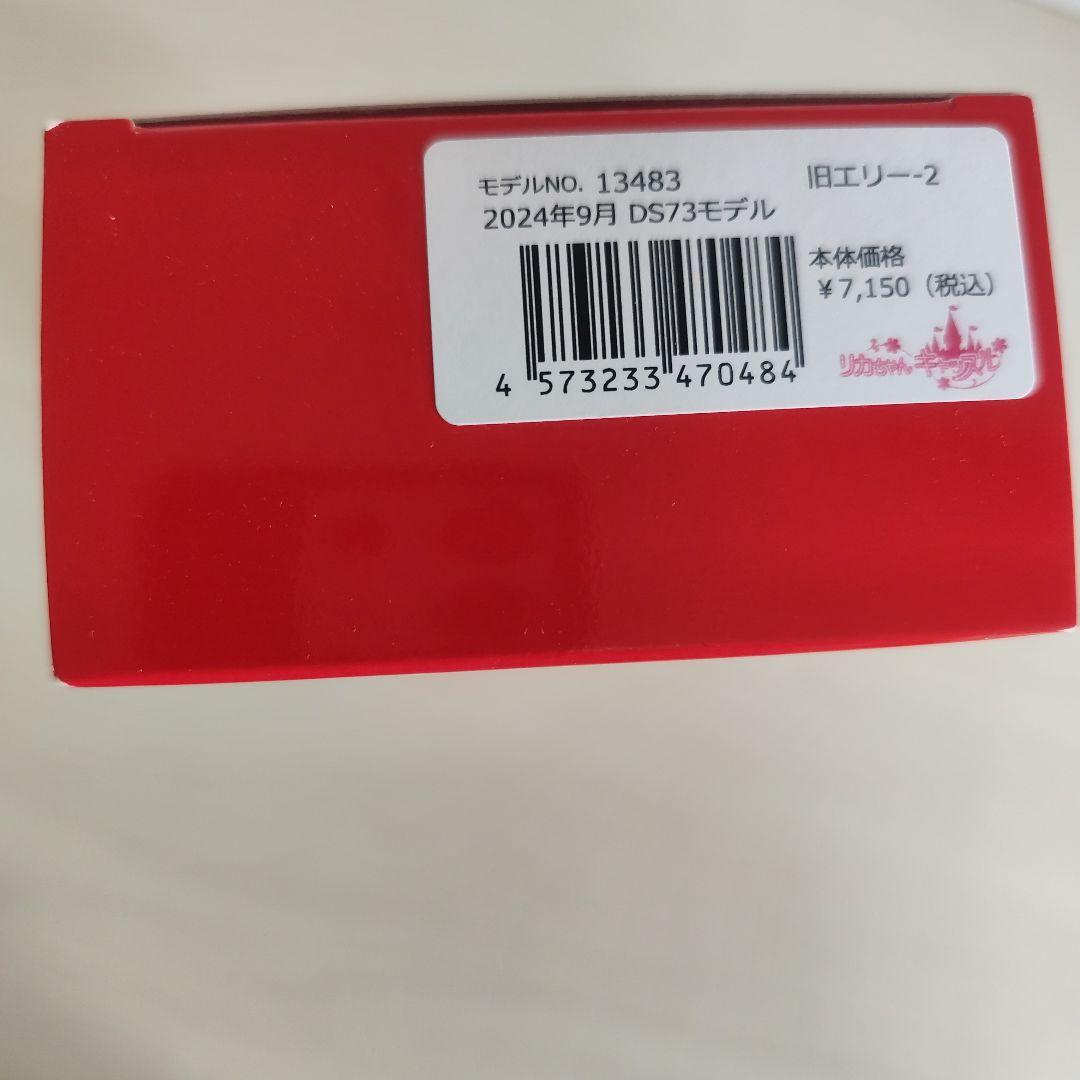 モデルNO. 13483
旧エリー-2
2024年9月 DS73モデル
本体価格
¥7,150（税込）
4 573233 470484
リカちゃん キャッスル